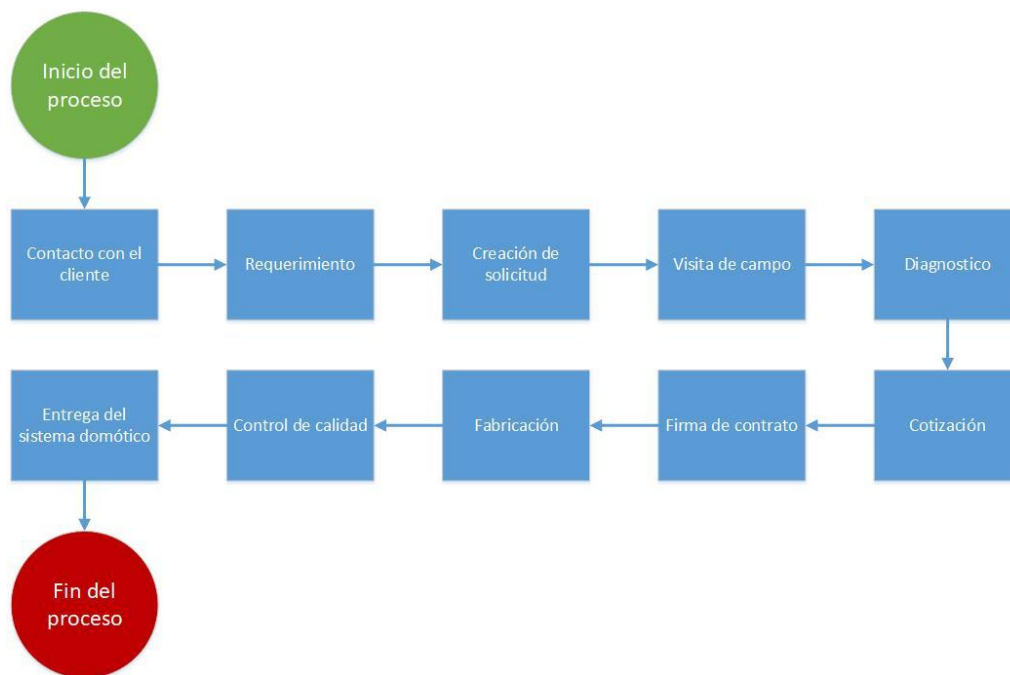 Inicio del
proceso
Contacto con el
cliente
Requerimiento
Creación de
solicitud
Visita de campo
Diagnostico
Cotización
Firma de contrato
Fabricación
Control de calidad
Entrega del
sistema domótico
Fin del
proceso